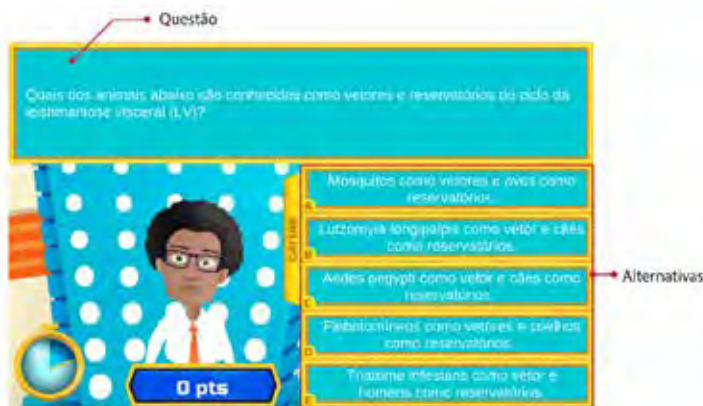 Questão
Quais dos animais abaixo são conhecidos como vetores e reservatórios do ciclo da
leishmaniose visceral (LV)?
Mosquitos como vetores e aves como
reservatórios.
A
Lutzomyia longipalpis como vetor e cães
como reservatórios.
B
Aedes aegypti como vetor e cães como
reservatórios.
C
Flebotomíneos como vetores e coelhos
como reservatórios.
D
Triatoma infestans como vetor e
homens como reservatórios.
E
Alternativas
0 pts